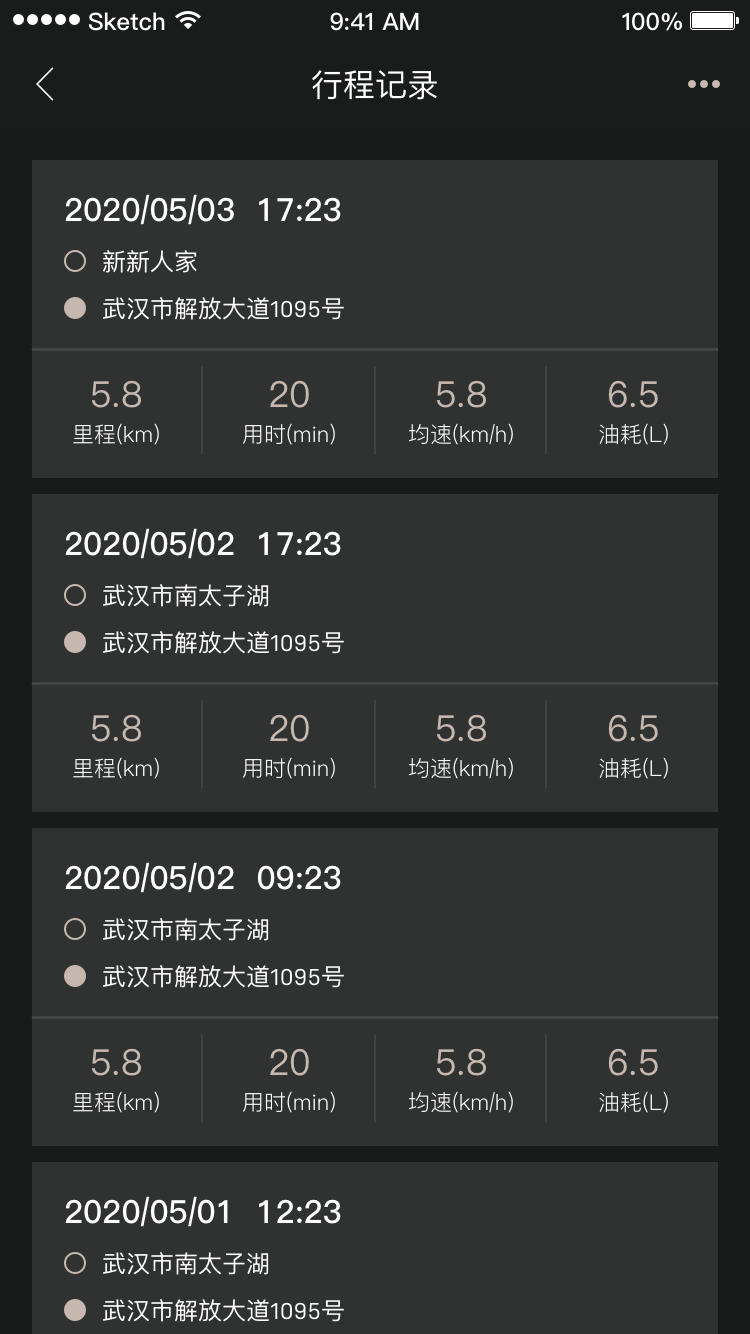 Sketch 9:41 AM 100%
行程记录
2020/05/03 17:23
新新人家
武汉市解放大道1095号
5.8 20 5.8 6.5
里程(km) 用时(min) 均速(km/h) 油耗(L)
2020/05/02 17:23
武汉市南太子湖
武汉市解放大道1095号
5.8 20 5.8 6.5
里程(km) 用时(min) 均速(km/h) 油耗(L)
2020/05/02 09:23
武汉市南太子湖
武汉市解放大道1095号
5.8 20 5.8 6.5
里程(km) 用时(min) 均速(km/h) 油耗(L)
2020/05/01 12:23
武汉市南太子湖
武汉市解放大道1095号